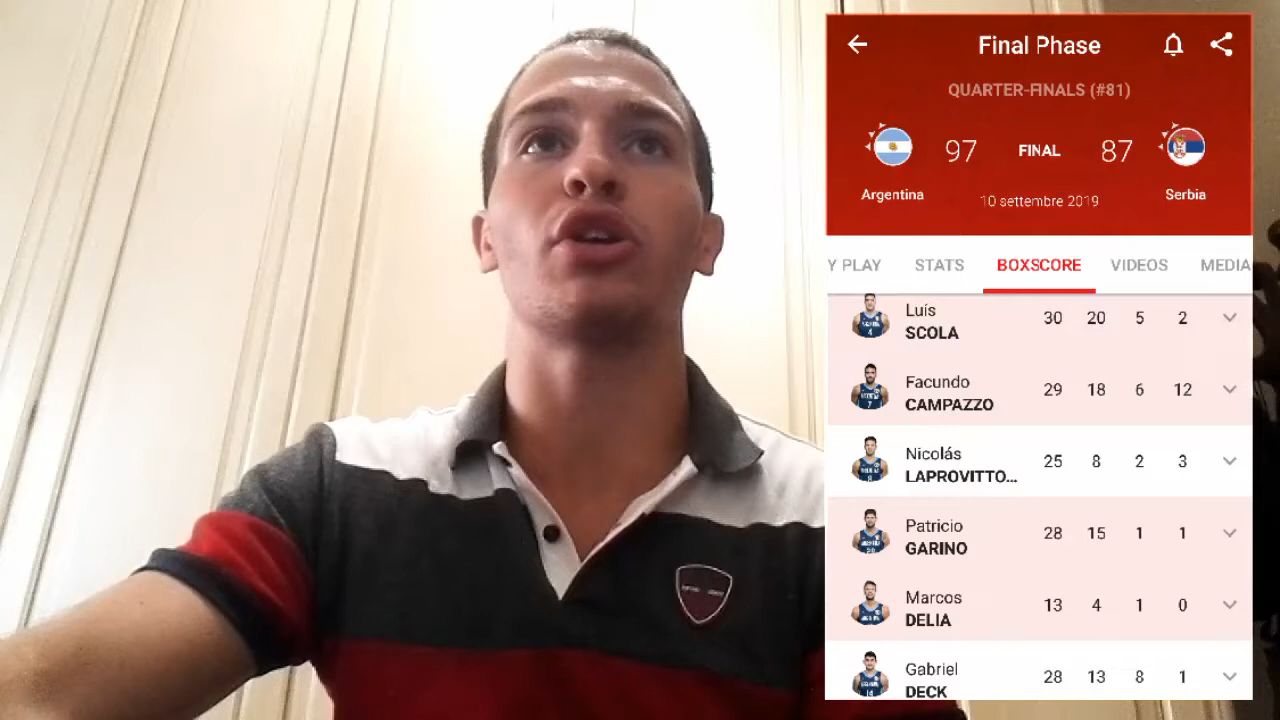 Final Phase
QUARTER-FINALS (#81)
97 FINAL 87
Argentina 10 settembre 2019 Serbia
Y PLAY STATS BOXSCORE VIDEOS MEDIA
Luís
SCOLA 30 20 5 2
Facundo
CAMPAZZO 29 18 6 12
Nicolás
LAPROVITTO... 25 8 2 3
Patricio
GARINO 28 15 1 1
Marcos
DELIA 13 4 1 0
Gabriel
DECK 28 13 8 1